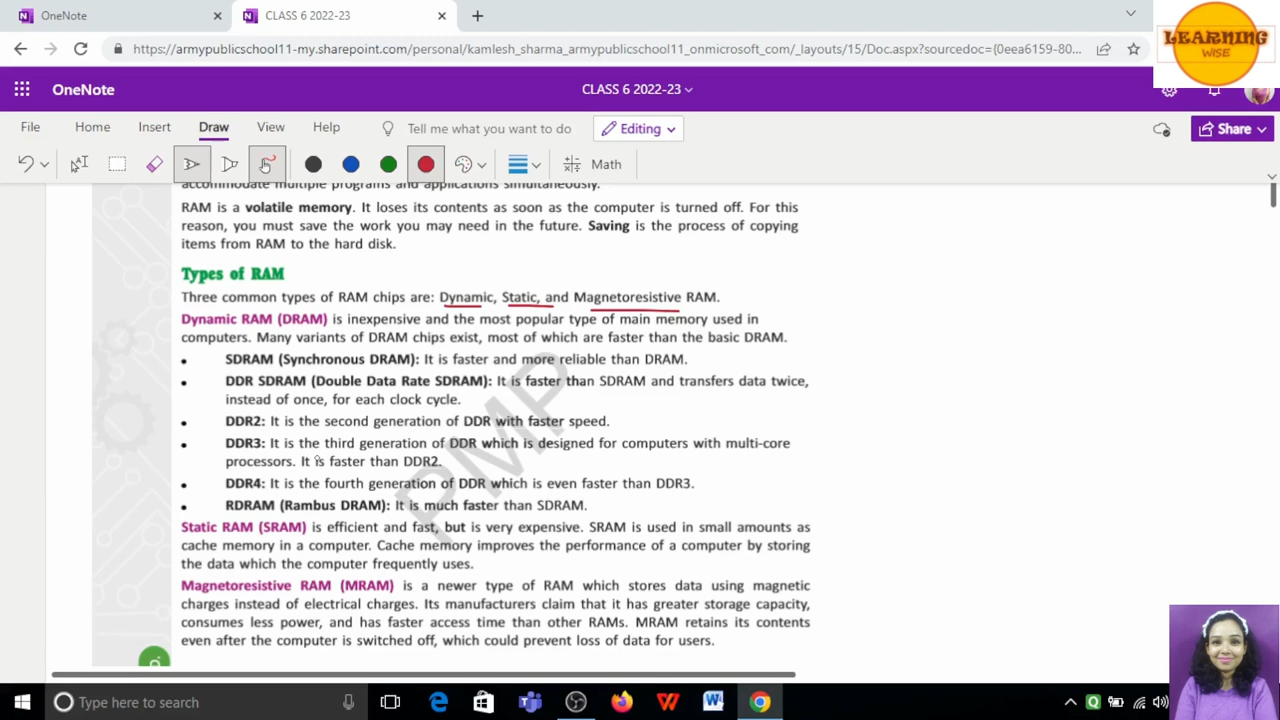 OneNote
CLASS 6 2022-23
LEARNING
WISE
https://armypublicschool11-my.sharepoint.com/personal/kamlesh_sharma_armypublicschool11_onmicrosoft_com/_layouts/15/Doc.aspx?sourcedoc={0eea6159-80...
OneNote
CLASS 6 2022-23
File Home Insert Draw View Help Tell me what you want to do Editing Share
Math
accommodate multiple programs and applications simultaneously.
RAM is a volatile memory. It loses its contents as soon as the computer is turned off. For this
reason, you must save the work you may need in the future. Saving is the process of copying
items from RAM to the hard disk.
Types of RAM
Three common types of RAM chips are: Dynamic, Static, and Magnetoresistive RAM.
Dynamic RAM (DRAM) is inexpensive and the most popular type of main memory used in
computers. Many variants of DRAM chips exist, most of which are faster than the basic DRAM.
• SDRAM (Synchronous DRAM): It is faster and more reliable than DRAM.
• DDR SDRAM (Double Data Rate SDRAM): It is faster than SDRAM and transfers data twice,
instead of once, for each clock cycle.
• DDR2: It is the second generation of DDR with faster speed.
• DDR3: It is the third generation of DDR which is designed for computers with multi-core
processors. It is faster than DDR2.
• DDR4: It is the fourth generation of DDR which is even faster than DDR3.
• RDRAM (Rambus DRAM): It is much faster than SDRAM.
PMP
Static RAM (SRAM) is efficient and fast, but is very expensive. SRAM is used in small amounts as
cache memory in a computer. Cache memory improves the performance of a computer by storing
the data which the computer frequently uses.
Magnetoresistive RAM (MRAM) is a newer type of RAM which stores data using magnetic
charges instead of electrical charges. Its manufacturers claim that it has greater storage capacity,
consumes less power, and has faster access time than other RAMs. MRAM retains its contents
even after the computer is switched off, which could prevent loss of data for users.
Type here to search